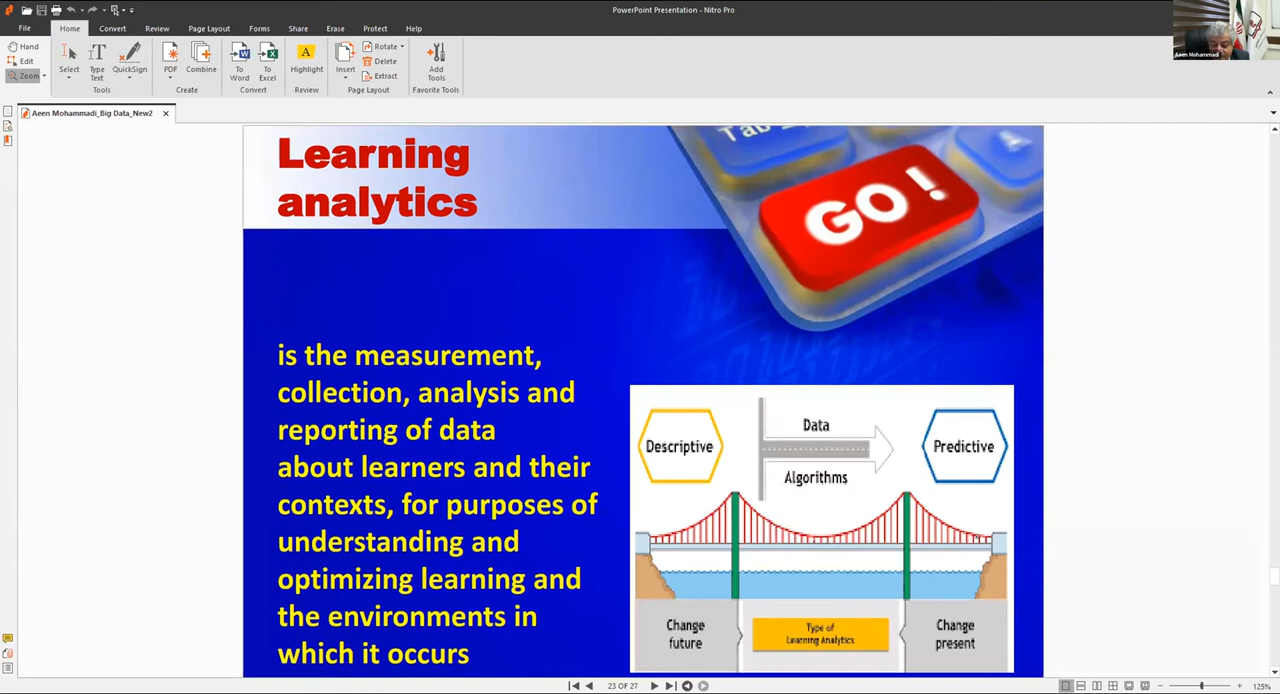 PowerPoint Presentation - Nitro Pro
File Home Convert Review Page Layout Forms Share Erase Protect Help
Hand
Edit
Zoom
Select
Type
Text
QuickSign
Tools
PDF
Combine
Create
To
Word
To
Excel
Convert
Highlight
Review
Insert
Rotate
Delete
Extract
Page Layout
Add
Tools
Favorite Tools
Aeen Mohammadi
Aeen Mohammadi_Big Data_New2
Learning
analytics
Tab
A
GO!
is the measurement,
collection, analysis and
reporting of data
about learners and their
contexts, for purposes of
understanding and
optimizing learning and
the environments in
which it occurs
Descriptive
Data
Algorithms
Predictive
Change
future
Type of
Learning Analytics
Change
present
23 OF 27
125%